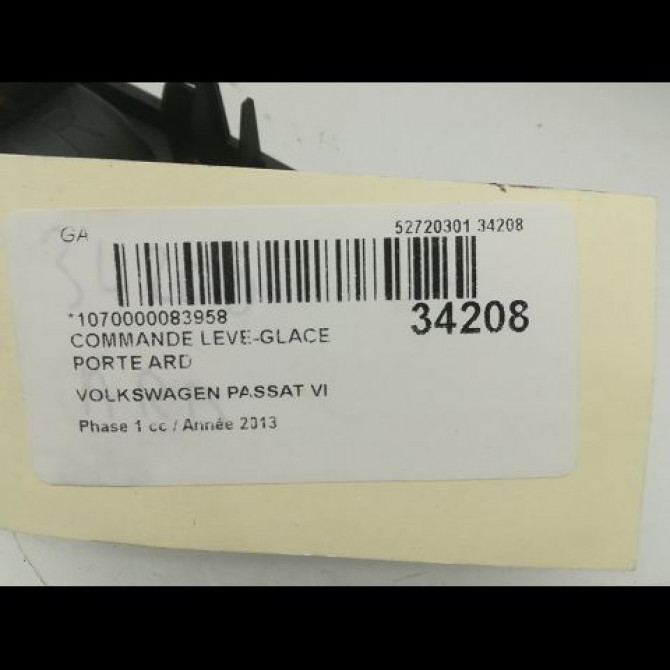 GA
52720301 34208
*1070000083958
34208
COMMANDE LEVE-GLACE
PORTE ARD
VOLKSWAGEN PASSAT VI
Phase 1 cc / Année 2013